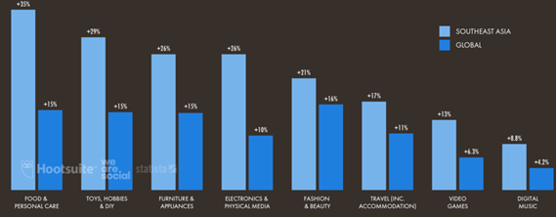 +35%
+29%
+26%
+26%
+21%
+17%
+13%
+8.8%
+15%
+15%
+15%
+10%
+16%
+11%
+6.3%
+4.2%
SOUTHEAST ASIA
GLOBAL
Hootsuite
we are social
statista
FOOD &
PERSONAL CARE
TOYS, HOBBIES
& DIY
FURNITURE &
APPLIANCES
ELECTRONICS &
PHYSICAL MEDIA
FASHION
& BEAUTY
TRAVEL (INC.
ACCOMMODATION)
VIDEO
GAMES
DIGITAL
MUSIC